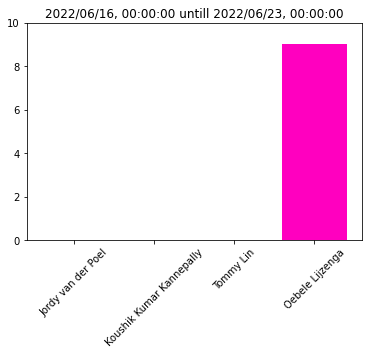 2022/06/16, 00:00:00 untill 2022/06/23, 00:00:00
10
8
6
4
2
0
Jordy van der Poel
Koushik Kumar Kannepally
Tommy Lin
Oebele Lijzenga